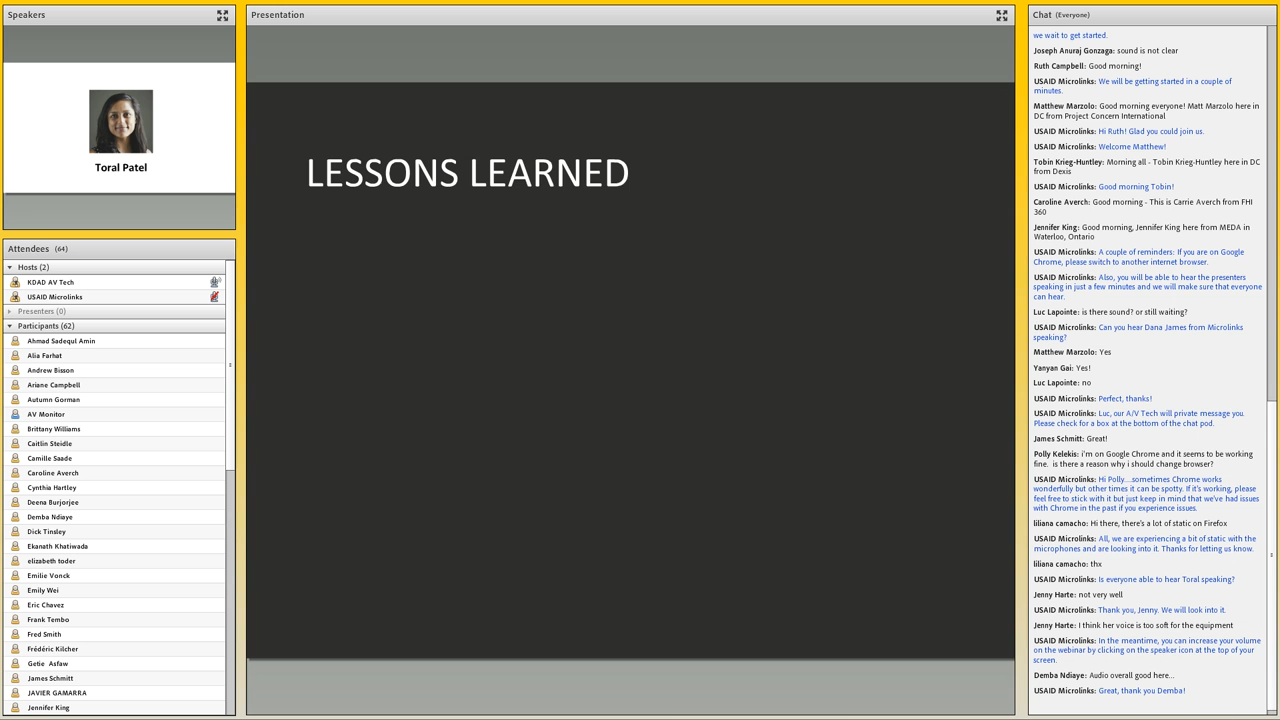 Speakers
Toral Patel
Attendees (64)
Hosts (2)
KDAD AV Tech
USAID Microlinks
Presenters (0)
Participants (62)
Ahmad Sadequl Amin
Alia Farhat
Andrew Bisson
Ariane Campbell
Autumn Gorman
AV Monitor
Brittany Williams
Caitlin Steidle
Camille Saade
Caroline Averch
Cynthia Hartley
Deena Burjorjee
Demba Ndiaye
Dick Tinsley
Ekanath Khatiwada
elizabeth toder
Emilie Vonck
Emily Wei
Eric Chavez
Frank Tembo
Fred Smith
Frédéric Kilcher
Getie Asfaw
James Schmitt
JAVIER GAMARRA
Jennifer King
Presentation
LESSONS LEARNED
Chat (Everyone)
we wait to get started.
Joseph Anuraj Gonzaga: sound is not clear
Ruth Campbell: Good morning!
USAID Microlinks: We will be getting started in a couple of
minutes.
Matthew Marzolo: Good morning everyone! Matt Marzolo here in
DC from Project Concern International
USAID Microlinks: Hi Ruth! Glad you could join us.
USAID Microlinks: Welcome Matthew!
Tobin Krieg-Huntley: Morning all - Tobin Krieg-Huntley here in DC
from Dexis
USAID Microlinks: Good morning Tobin!
Caroline Averch: Good morning - This is Carrie Averch from FHI
360
Jennifer King: Good morning, Jennifer King here from MEDA in
Waterloo, Ontario
USAID Microlinks: A couple of reminders: If you are on Google
Chrome, please switch to another internet browser.
USAID Microlinks: Also, you will be able to hear the presenters
speaking in just a few minutes and we will make sure that everyone
can hear.
Luc Lapointe: is there sound? or still waiting?
USAID Microlinks: Can you hear Dana James from Microlinks
speaking?
Matthew Marzolo: Yes
Yanyan Gai: Yes!
Luc Lapointe: no
USAID Microlinks: Perfect, thanks!
USAID Microlinks: Luc, our A/V Tech will private message you.
Please check for a box at the bottom of the chat pod.
James Schmitt: Great!
Polly Kelekis: i'm on Google Chrome and it seems to be working
fine. is there a reason why i should change browser?
USAID Microlinks: Hi Polly....sometimes Chrome works
wonderfully but other times it can be spotty. If it's working, please
feel free to stick with it but just keep in mind that we've had issues
with Chrome in the past if you experience issues.
liliana camacho: Hi there, there's a lot of static on Firefox
USAID Microlinks: All, we are experiencing a bit of static with the
microphones and are looking into it. Thanks for letting us know.
liliana camacho: thx
USAID Microlinks: Is everyone able to hear Toral speaking?
Jenny Harte: not very well
USAID Microlinks: Thank you, Jenny. We will look into it.
Jenny Harte: I think her voice is too soft for the equipment
USAID Microlinks: In the meantime, you can increase your volume
on the webinar by clicking on the speaker icon at the top of your
screen.
Demba Ndiaye: Audio overall good here...
USAID Microlinks: Great, thank you Demba!